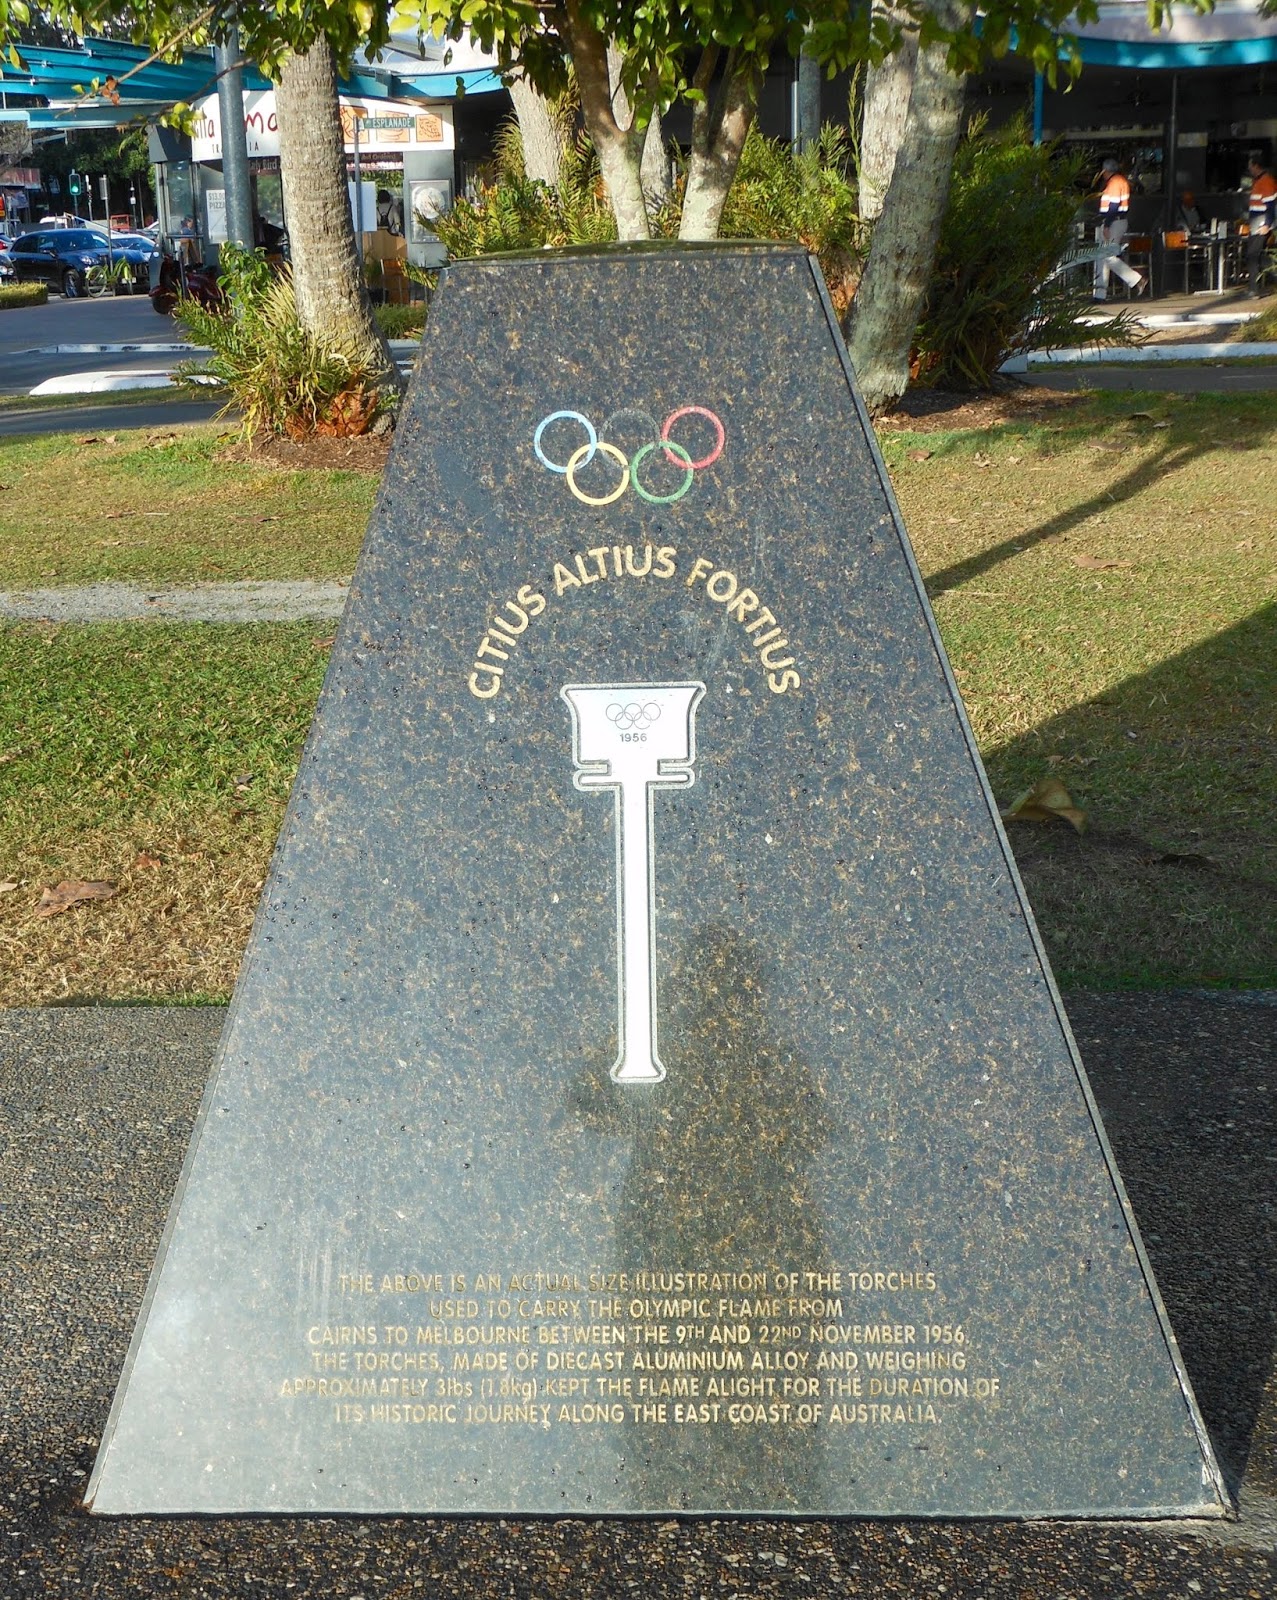 ESPLANADE
CITIUS ALTIUS FORTIUS
1956
THE ABOVE IS AN ACTUAL SIZE ILLUSTRATION OF THE TORCHES
USED TO CARRY THE OLYMPIC FLAME FROM
CAIRNS TO MELBOURNE BETWEEN THE 9TH AND 22ND NOVEMBER 1956.
THE TORCHES, MADE OF DIECAST ALUMINIUM ALLOY AND WEIGHING
APPROXIMATELY 3lbs (1.8kg) KEPT THE FLAME ALIGHT FOR THE DURATION OF
ITS HISTORIC JOURNEY ALONG THE EAST COAST OF AUSTRALIA.